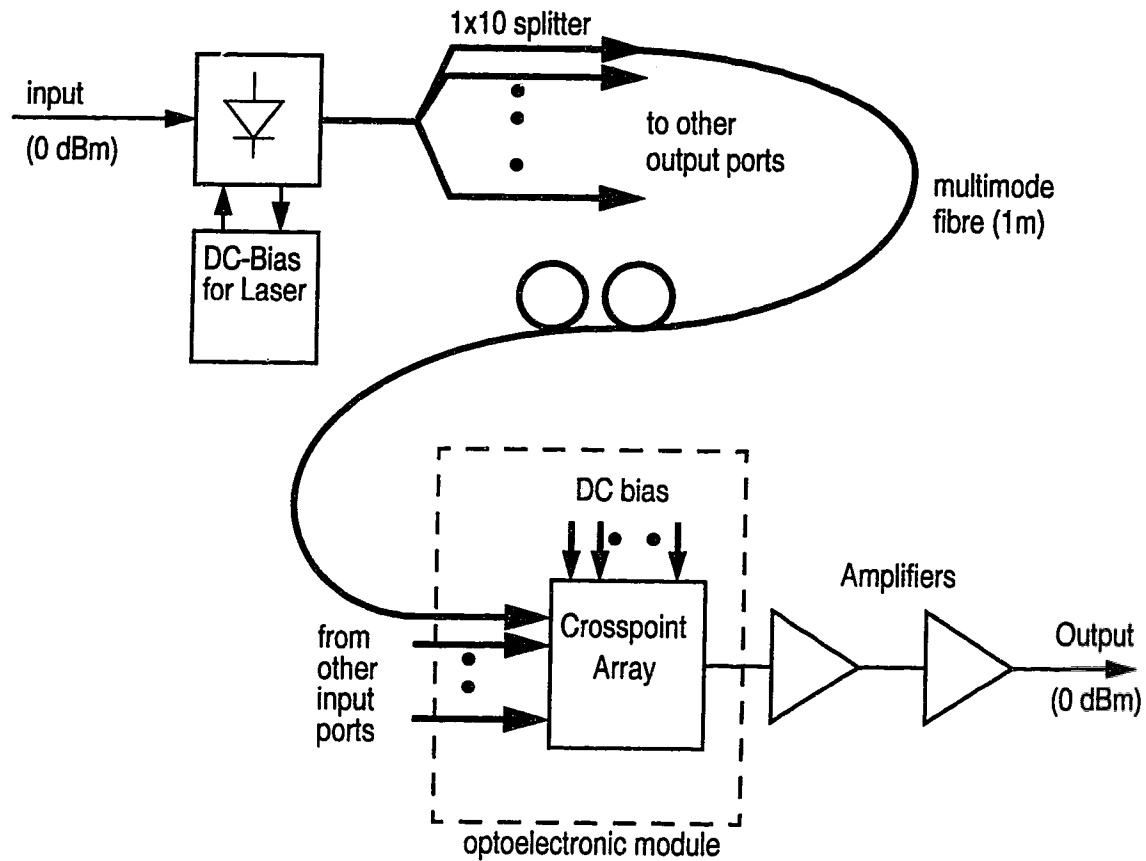 1x10 splitter
input
(0 dBm)
to other
output ports
multimode
fibre (1m)
DC-Bias
for Laser
DC bias
Amplifiers
Crosspoint
Array
from
other
input
ports
Output
(0 dBm)
optoelectronic module